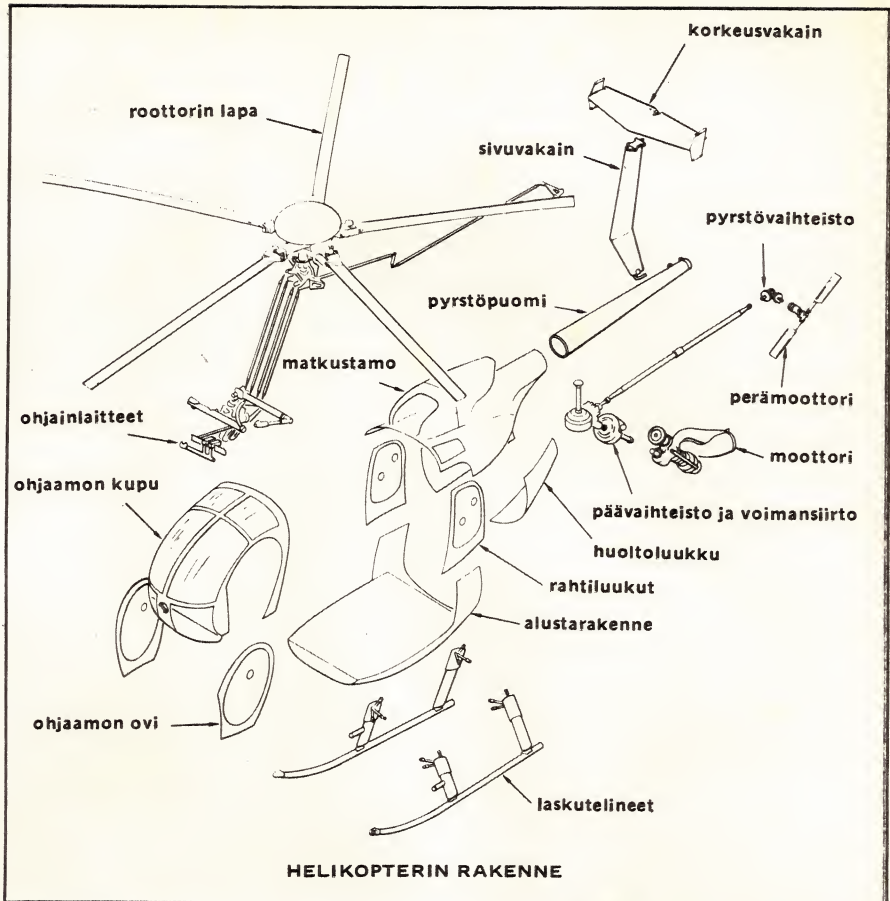 korkeusvakain
roottorin lapa
sivuvakain
pyrstövaihteisto
pyrstöpuomi
matkustamo
perämoottori
ohjainlaitteet
moottori
ohjaamon kupu
päävaihteisto ja voimansiirto
huoltoluukku
rahtiluukut
alustarakenne
ohjaamon ovi
laskutelineet
HELIKOPTERIN RAKENNE